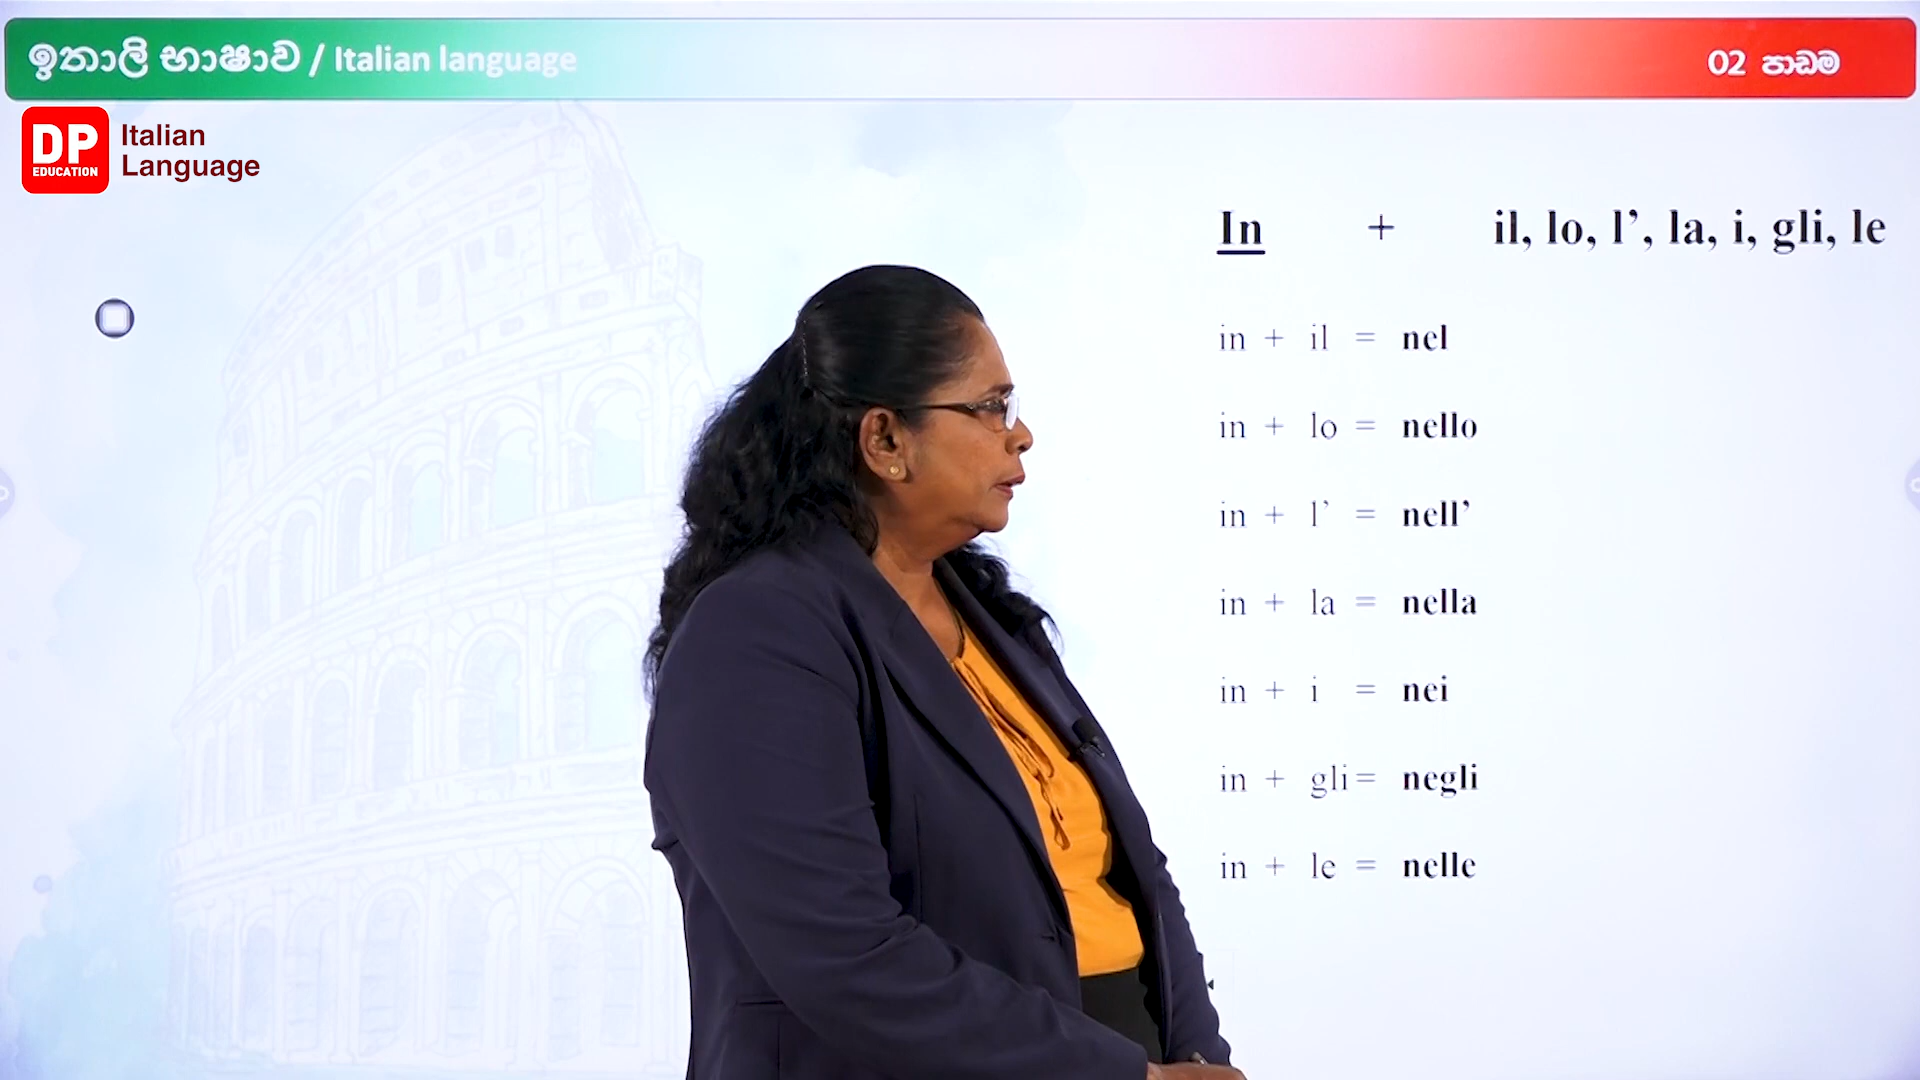 ඉතාලි භාෂාව / Italian language
02 පාඩම
DP
EDUCATION
Italian
Language
In + il, lo, l’, la, i, gli, le
in + il = nel
in + lo = nello
in + l’ = nell’
in + la = nella
in + i = nei
in + gli= negli
in + le = nelle